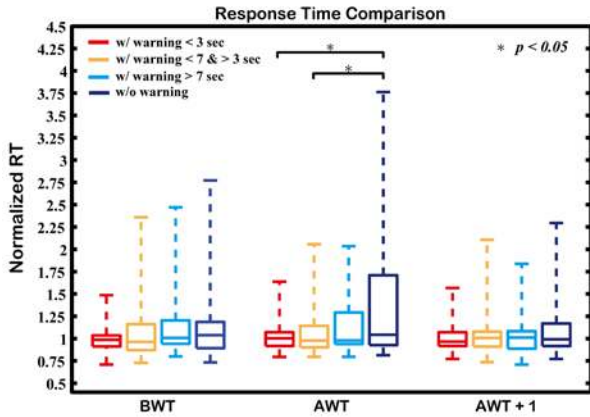 Response Time Comparison
Normalized RT
4.5
4.25
4
3.75
3.5
3.25
3
2.75
2.5
2.25
2
1.75
1.5
1.25
1
0.75
0.5
w/ warning < 3 sec
w/ warning < 7 & > 3 sec
w/ warning > 7 sec
w/o warning
*
*
* p < 0.05
BWT AWT AWT + 1